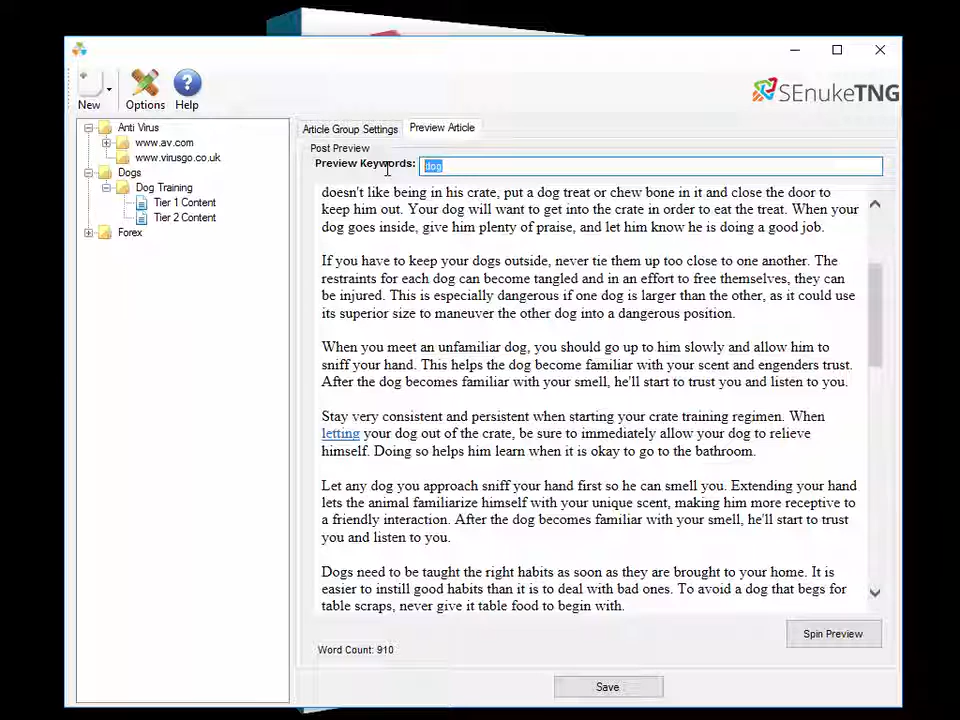 New
Options
Help
SEnukeTNG
Anti Virus
www.av.com
www.virusgo.co.uk
Dogs
Dog Training
Tier 1 Content
Tier 2 Content
Forex
Article Group Settings
Preview Article
Post Preview
Preview Keywords:
dog
doesn't like being in his crate, put a dog treat or chew bone in it and close the door to
keep him out. Your dog will want to get into the crate in order to eat the treat. When your
dog goes inside, give him plenty of praise, and let him know he is doing a good job.
If you have to keep your dogs outside, never tie them up too close to one another. The
restraints for each dog can become tangled and in an effort to free themselves, they can
be injured. This is especially dangerous if one dog is larger than the other, as it could use
its superior size to maneuver the other dog into a dangerous position.
When you meet an unfamiliar dog, you should go up to him slowly and allow him to
sniff your hand. This helps the dog become familiar with your scent and engenders trust.
After the dog becomes familiar with your smell, he'll start to trust you and listen to you.
Stay very consistent and persistent when starting your crate training regimen. When
letting your dog out of the crate, be sure to immediately allow your dog to relieve
himself. Doing so helps him learn when it is okay to go to the bathroom.
Let any dog you approach sniff your hand first so he can smell you. Extending your hand
lets the animal familiarize himself with your unique scent, making him more receptive to
a friendly interaction. After the dog becomes familiar with your smell, he'll start to trust
you and listen to you.
Dogs need to be taught the right habits as soon as they are brought to your home. It is
easier to instill good habits than it is to deal with bad ones. To avoid a dog that begs for
table scraps, never give it table food to begin with.
Spin Preview
Word Count: 910
Save